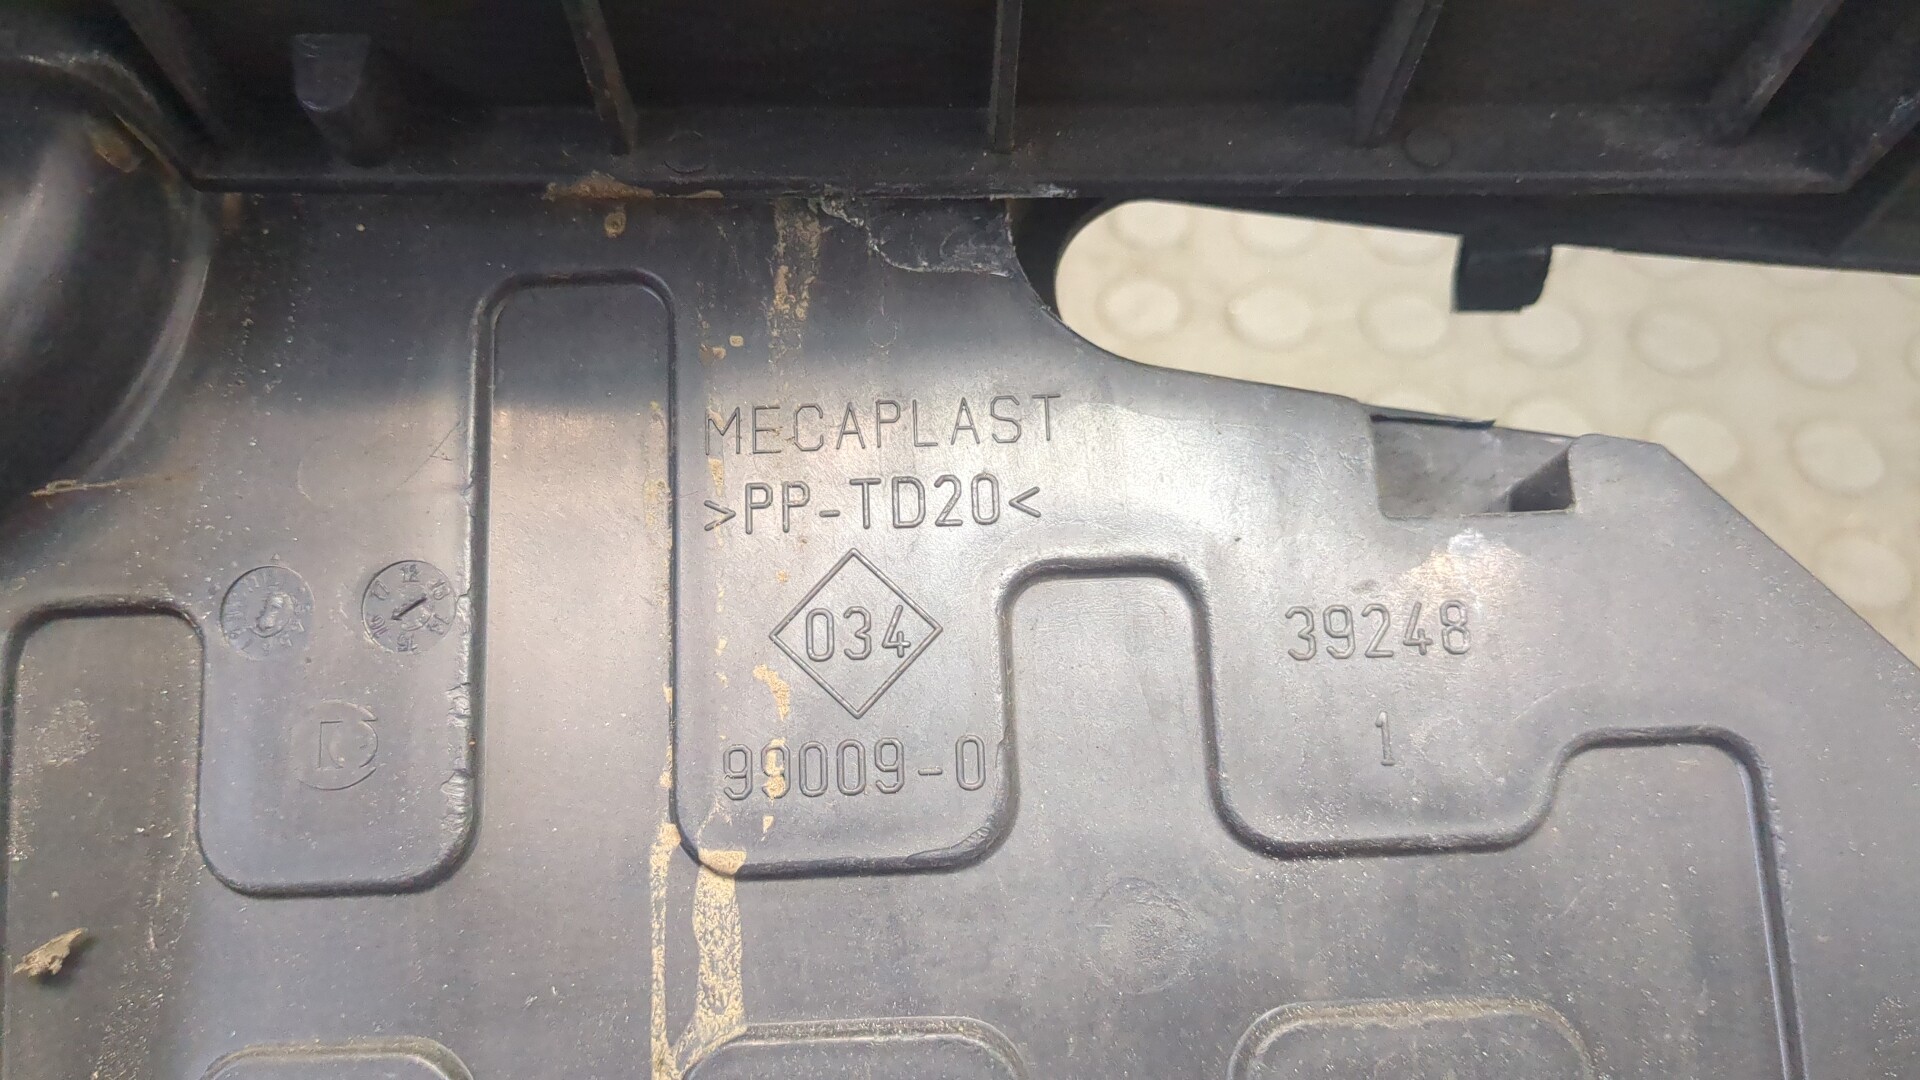 MECAPLAST
>PP-TD20<
034
39248
1
99009-0